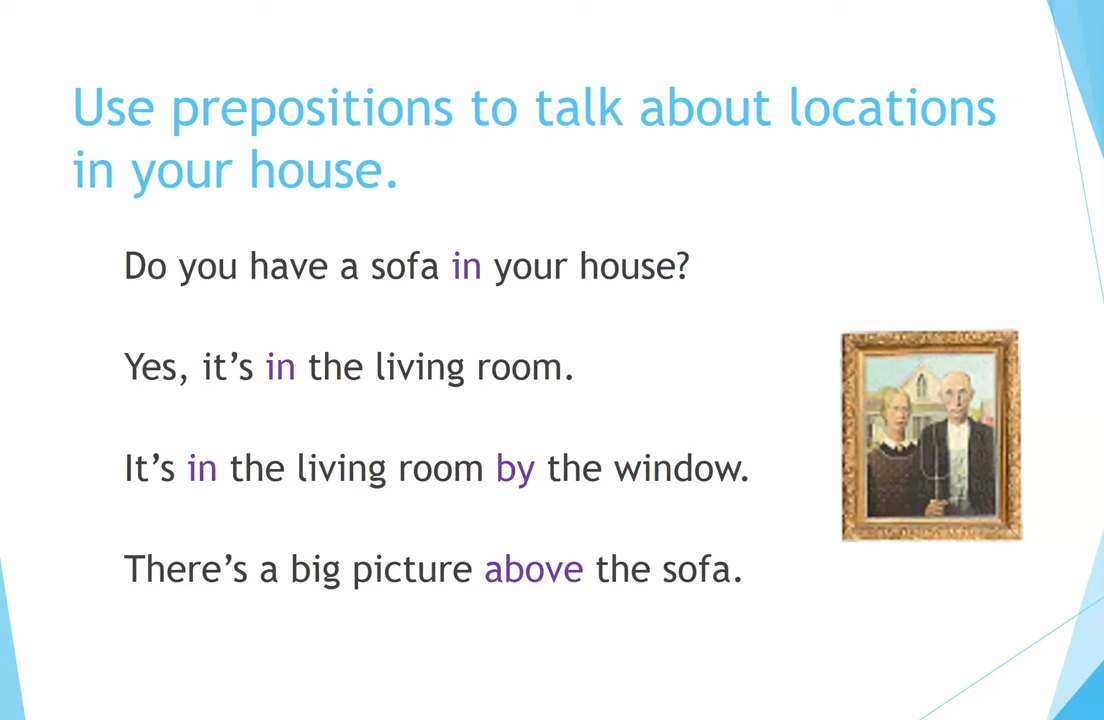 Use prepositions to talk about locations
in your house.
Do you have a sofa in your house?
Yes, it’s in the living room.
It’s in the living room by the window.
There’s a big picture above the sofa.